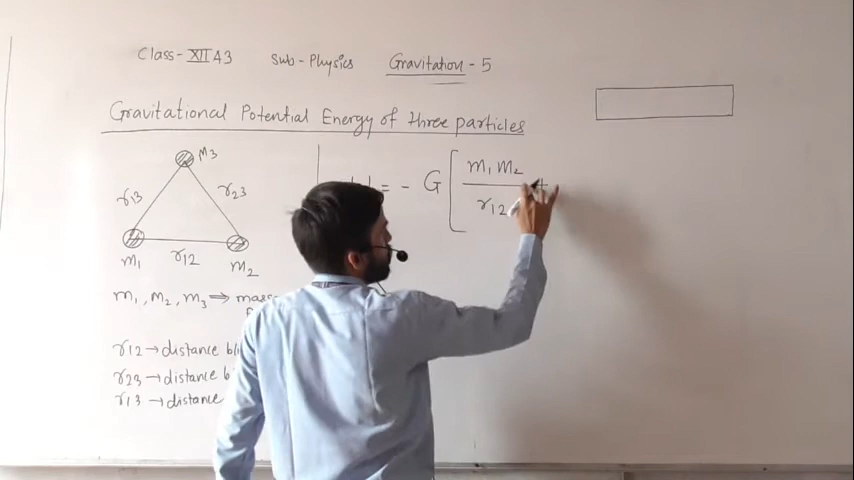 Class-XII 43 Sub-Physics Gravitation - 5
Gravitational Potential Energy of three particles
M3
r13
r23
m1
r12
m2
= - G [ m1 m2
r12
+
m1, m2, m3 ⇒
r12 → distance
r23 → distance
r13 → distance